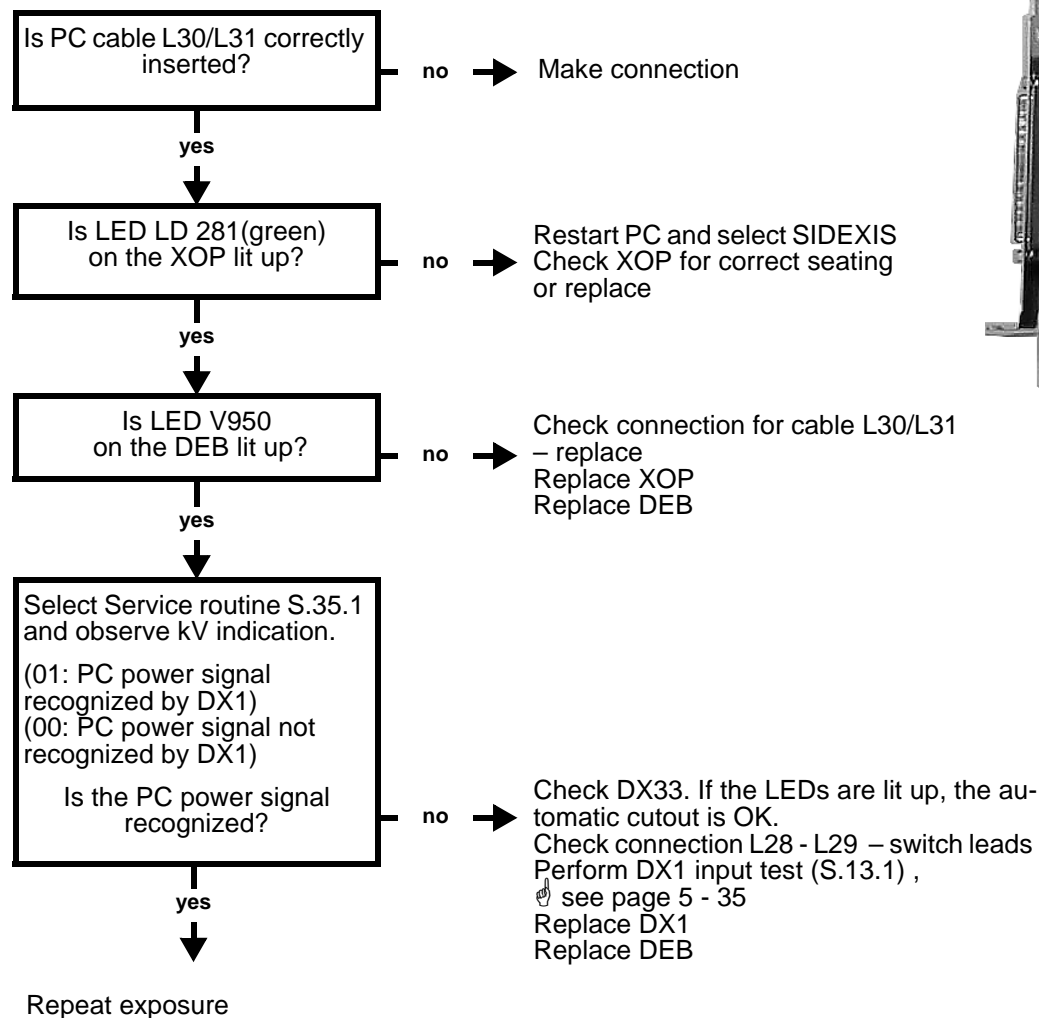 Is PC cable L30/L31 correctly
inserted?
no
Make connection
yes
Is LED LD 281(green)
on the XOP lit up?
no
Restart PC and select SIDEXIS
Check XOP for correct seating
or replace
yes
Is LED V950
on the DEB lit up?
no
Check connection for cable L30/L31
– replace
Replace XOP
Replace DEB
yes
Select Service routine S.35.1
and observe kV indication.
(01: PC power signal
recognized by DX1)
(00: PC power signal not
recognized by DX1)
Is the PC power signal
recognized?
no
Check DX33. If the LEDs are lit up, the au-
tomatic cutout is OK.
Check connection L28 - L29 – switch leads
Perform DX1 input test (S.13.1) ,
☝ see page 5 - 35
Replace DX1
Replace DEB
yes
Repeat exposure